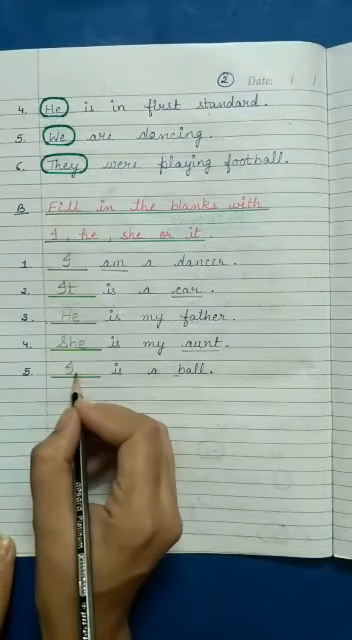 ② Date: / /
4. He is in first standard.
5. We are dancing.
6. They were playing football.
B Fill in the blanks with
I, he, she or it.
1 I am a dancer.
2. It is a car.
3. He is my father.
4. She is my aunt.
5. I is a ball.